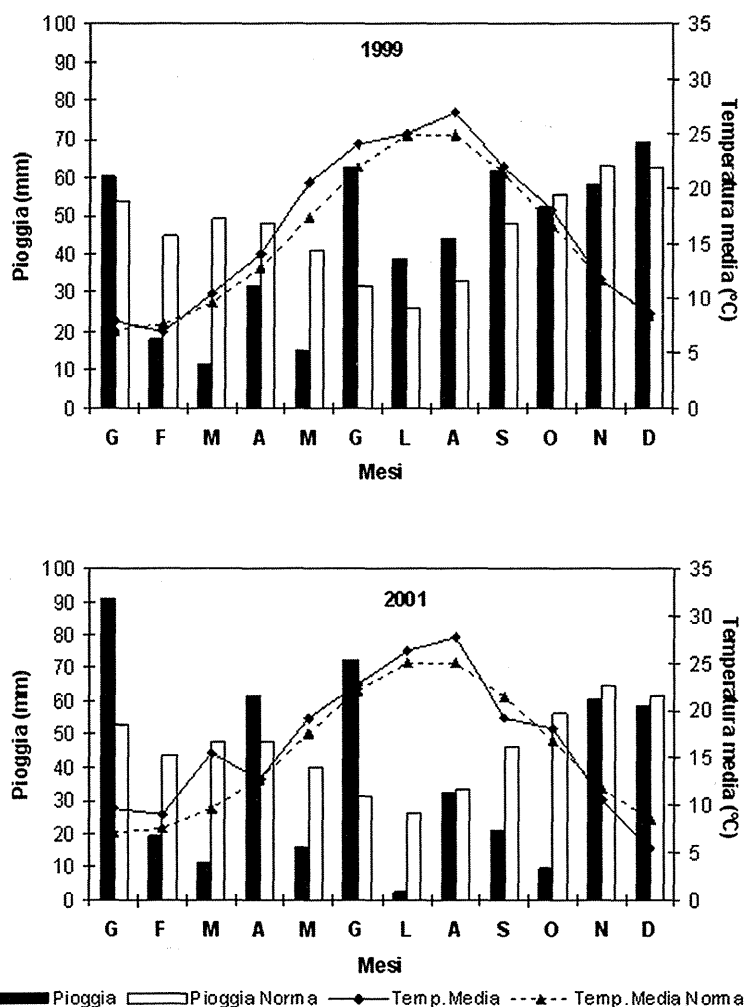 1999
Pioggia (mm)
Temperatura media (°C)
100 90 80 70 60 50 40 30 20 10 0
35 30 25 20 15 10 5 0
G F M A M G L A S O N D
Mesi
2001
Pioggia (mm)
Temperatura media (°C)
100 90 80 70 60 50 40 30 20 10 0
35 30 25 20 15 10 5 0
G F M A M G L A S O N D
Mesi
Pioggia Pioggia Norma Temp.Media Temp.Media Norma